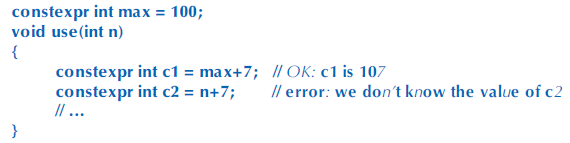 constexpr int max = 100;
void use(int n)
{
constexpr int c1 = max+7; // OK: c1 is 107
constexpr int c2 = n+7; // error: we don't know the value of c2
// …
}